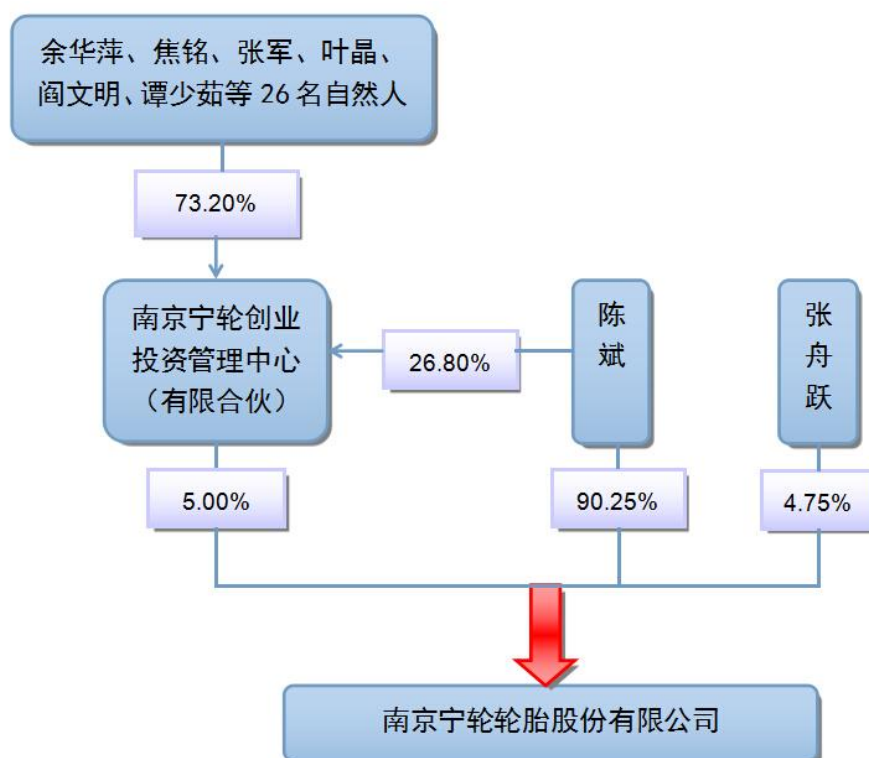 余华萍、焦铭、张军、叶晶、
阎文明、谭少茹等 26 名自然人
73.20%
南京宁轮创业
投资管理中心
（有限合伙）
26.80%
陈
斌
张
舟
跃
5.00%
90.25%
4.75%
南京宁轮轮胎股份有限公司